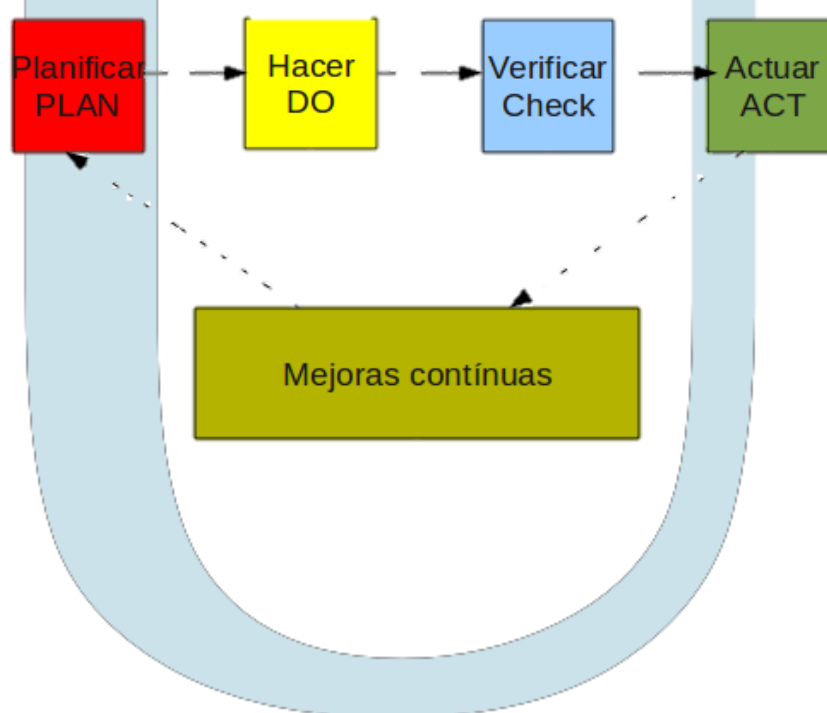 Planificar
PLAN
Hacer
DO
Verificar
Check
Actuar
ACT
Mejoras contínuas